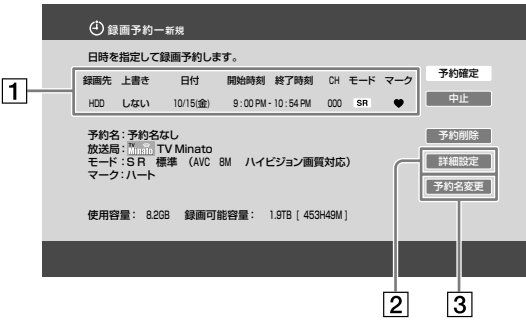 録画予約ー新規
日時を指定して録画予約します。
録画先 上書き 日付 開始時刻 終了時刻 CH モード マーク
HDD しない 10/15(金) 9:00 PM - 10:54 PM 000 SR ♥
予約確定
中止
予約名:予約名なし
放送局: TV Minato TV Minato
モード:SR 標準 (AVC 8M ハイビジョン画質対応)
マーク:ハート
予約削除
詳細設定
予約名変更
使用容量: 8.2GB 録画可能容量: 1.9TB [ 453H49M ]
1
2
3